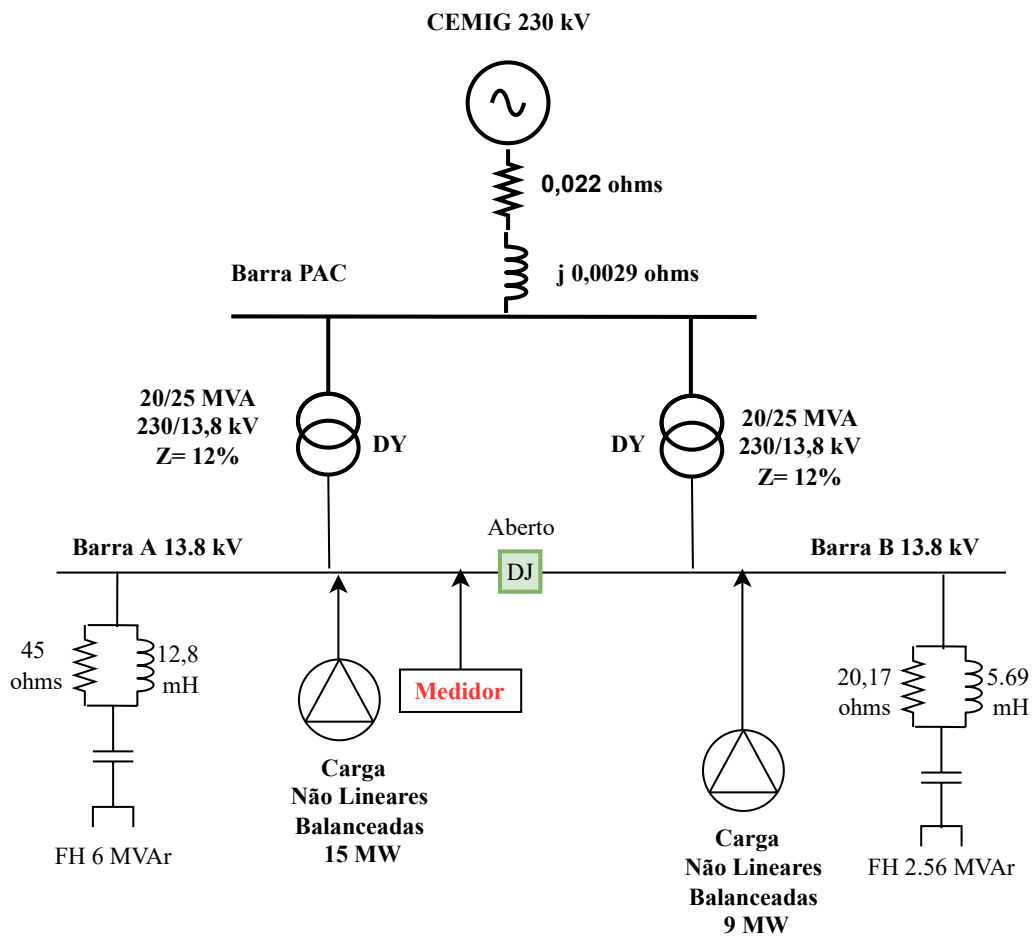 CEMIG 230 kV
0,022 ohms
j 0,0029 ohms
Barra PAC
20/25 MVA
230/13,8 kV
Z= 12%
DY
DY
20/25 MVA
230/13,8 kV
Z= 12%
Aberto
DJ
Barra A 13.8 kV
Barra B 13.8 kV
45
ohms
12,8
mH
Medidor
20,17
ohms
5.69
mH
Carga
Não Lineares
Balanceadas
15 MW
FH 6 MVAr
Carga
Não Lineares
Balanceadas
9 MW
FH 2.56 MVAr